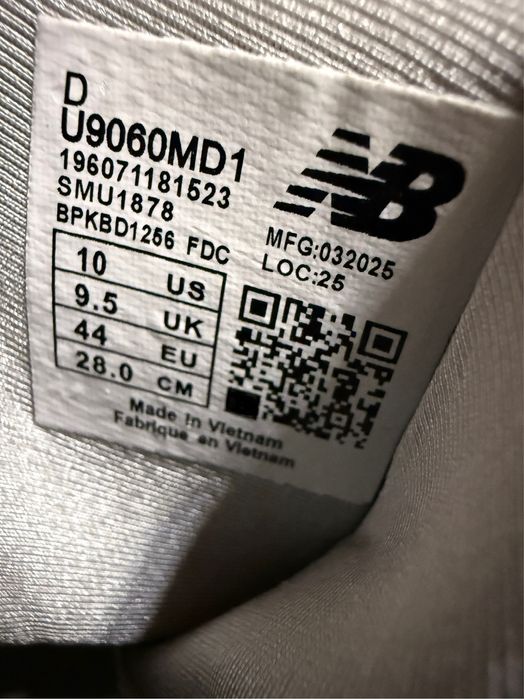 D
U9060MD1
196071181523
SMU1878
BPKBD1256 FDC
NB
MFG:032025
LOC:25
10 US
9.5 UK
44 EU
28.0 CM
Made in Vietnam
Fabriqué en Vietnam